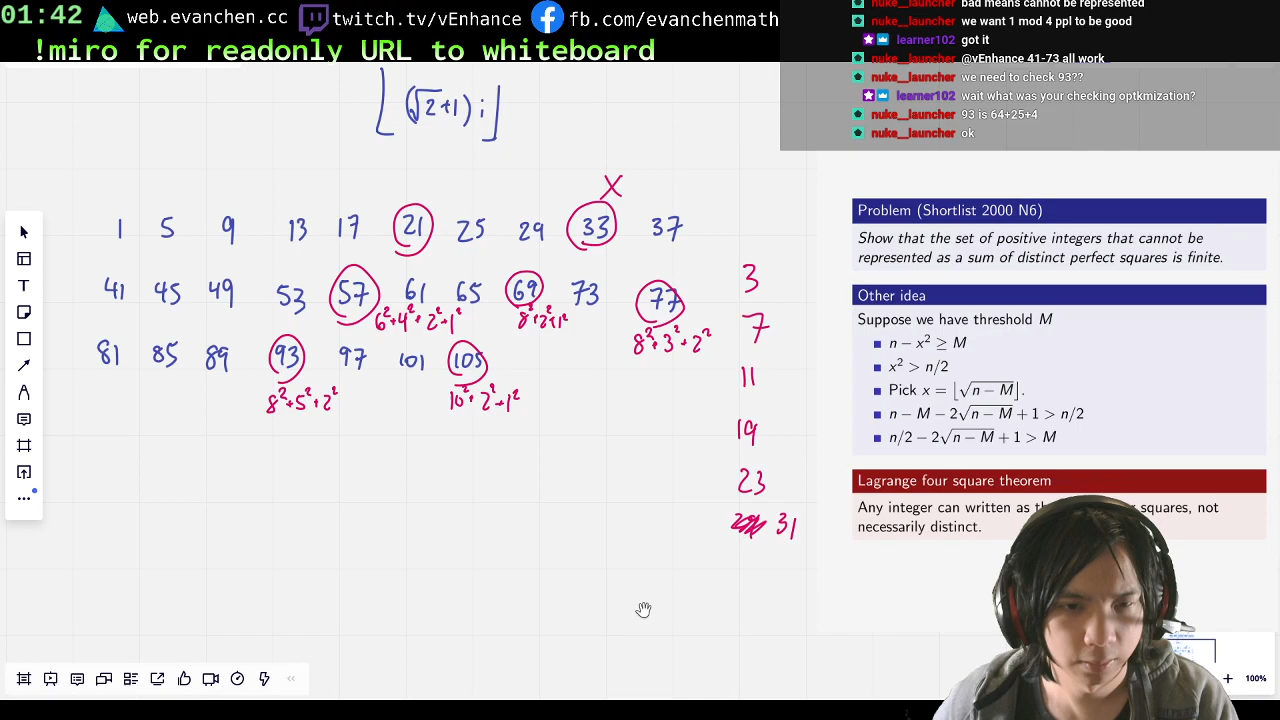 01:42 web.evanchen.cc twitch.tv/vEnhance fb.com/evanchenmath
!miro for readonly URL to whiteboard
nuke__launcher bad means cannot be represented
nuke__launcher we want 1 mod 4 ppl to be good
learner102 got it
nuke__launcher @vEnhance 41-73 all work
nuke__launcher we need to check 93??
learner102 wait what was your checking optkmization?
nuke__launcher 93 is 64+25+4
nuke__launcher ok
⌊(√2+1) i⌋
X
1 5 9 13 17 21 25 29 33 37
41 45 49 53 57 61 65 69 73 77
6²+4²+2²+1² 8²+2²+1² 8²+3²+2²
81 85 89 93 97 101 105
8²+5²+2² 10²+2²+1²
3
7
11
19
23
31
Problem (Shortlist 2000 N6)
Show that the set of positive integers that cannot be
represented as a sum of distinct perfect squares is finite.
Other idea
Suppose we have threshold M
n − x² ≥ M
x² > n/2
Pick x = ⌊√n − M⌋.
n − M − 2√n − M + 1 > n/2
n/2 − 2√n − M + 1 > M
Lagrange four square theorem
Any integer can written as squares, not
necessarily distinct.
100%